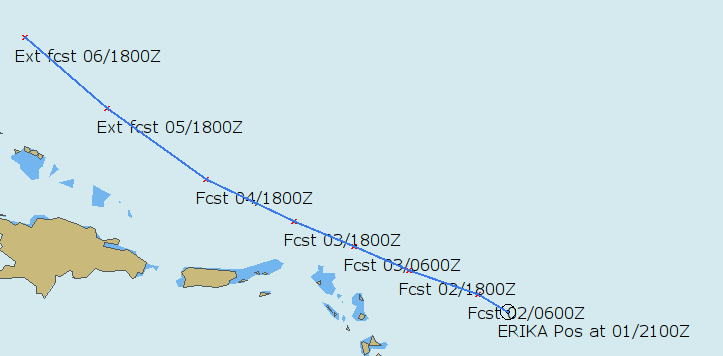 Ext fcst 06/1800Z
Ext fcst 05/1800Z
Fcst 04/1800Z
Fcst 03/1800Z
Fcst 03/0600Z
Fcst 02/1800Z
Fcst 02/0600Z
ERIKA Pos at 01/2100Z